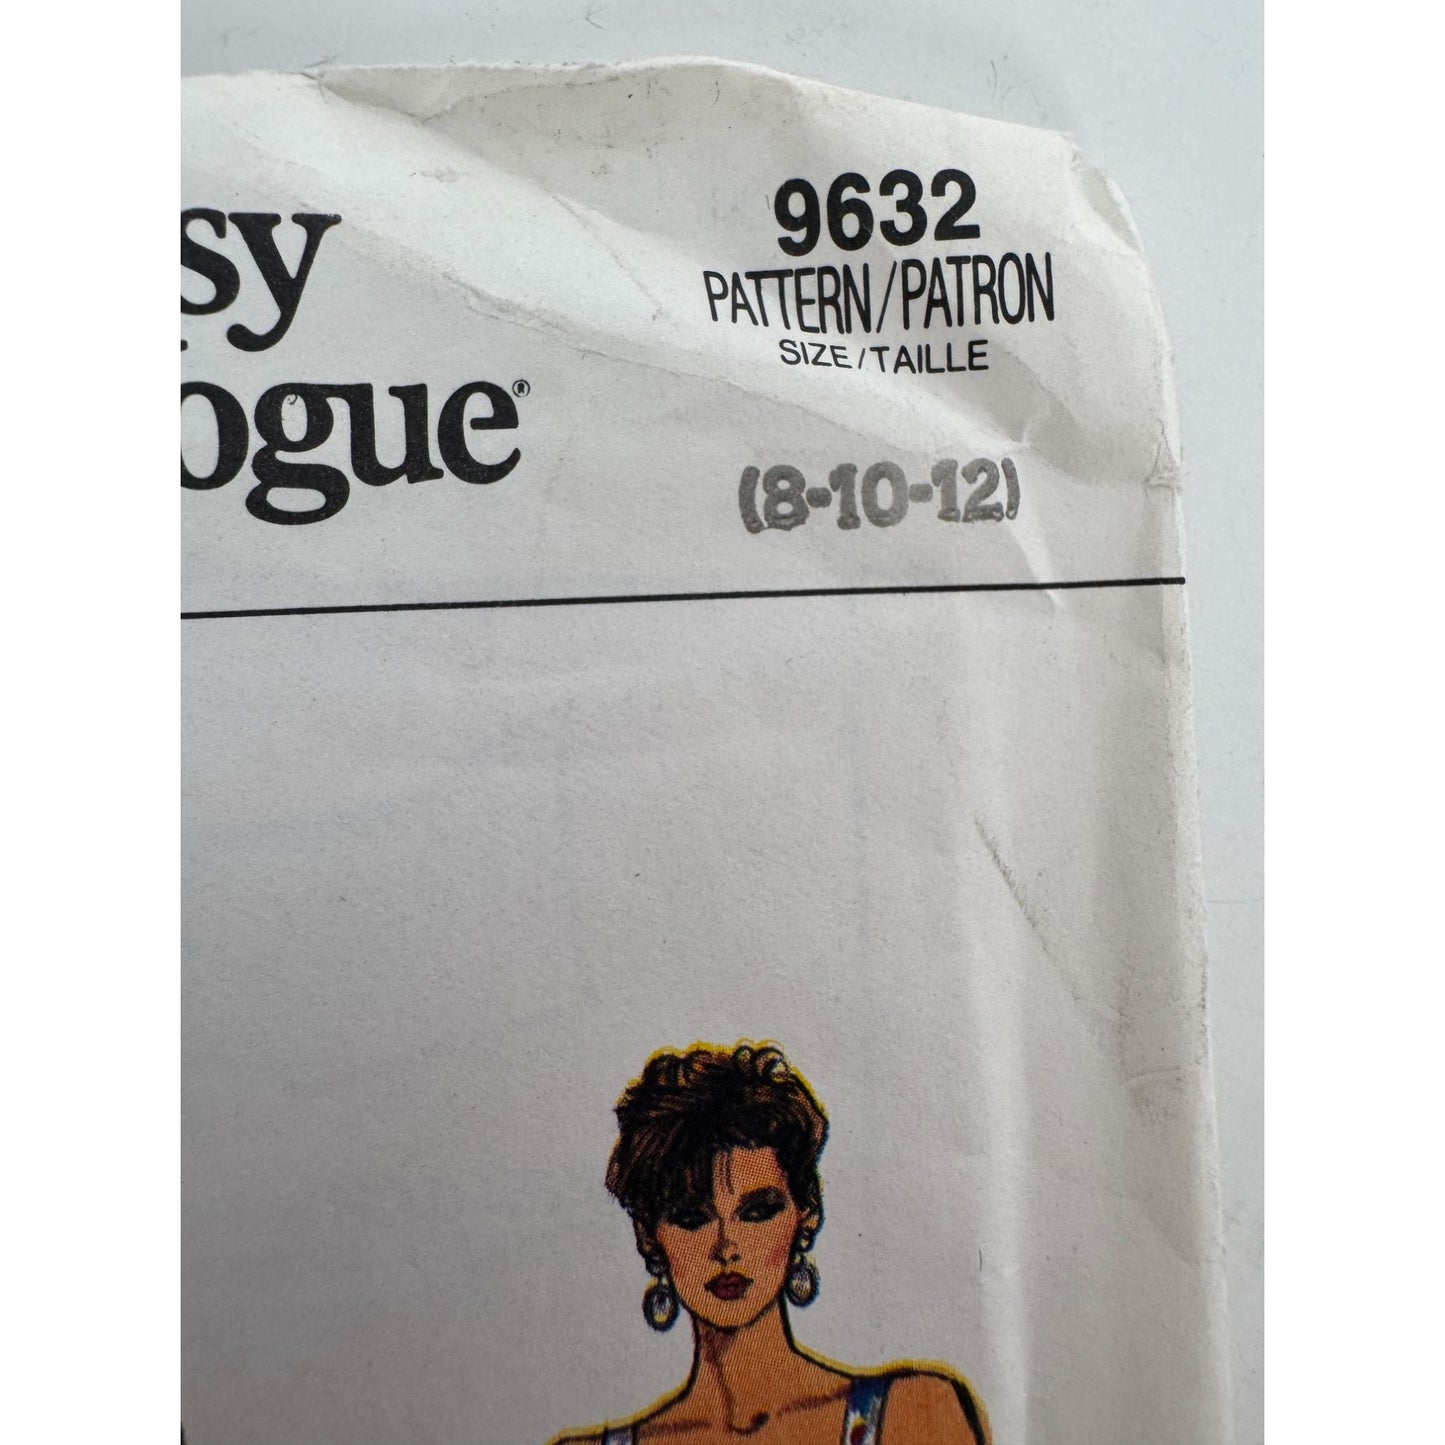 sy
ogue®
9632
PATTERN/PATRON
SIZE/TAILLE
(8-10-12)